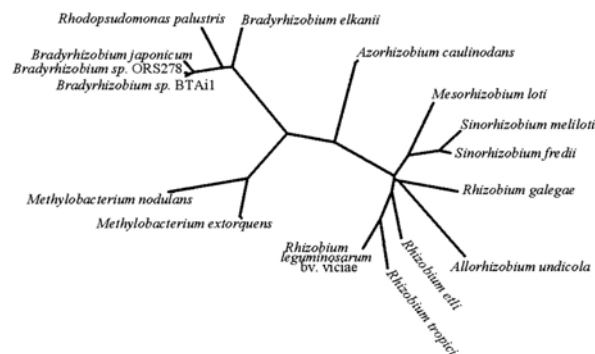 Rhodopsudomonas palustris
Bradyrhizobium elkanii
Bradyrhizobium japonicum
Bradyrhizobium sp. ORS278
Bradyrhizobium sp. BTAi1
Azorhizobium caulinodans
Mesorhizobium loti
Sinorhizobium meliloti
Sinorhizobium fredii
Rhizobium galegae
Methylobacterium nodulans
Methylobacterium extorquens
Rhizobium
leguminosarum
bv. viciae
Rhizobium etli
Rhizobium tropici
Allorhizobium undicola